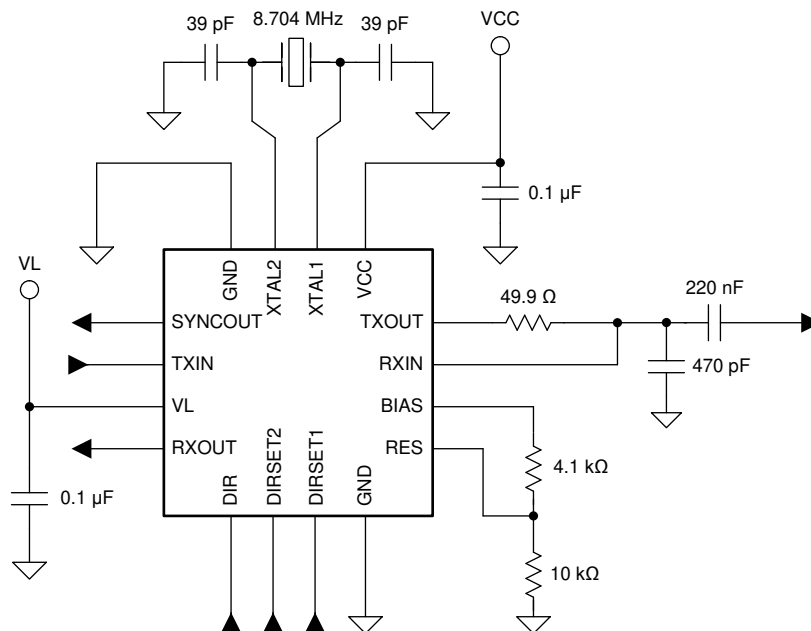 39 pF
8.704 MHz
39 pF
VCC
0.1 µF
VL
GND
XTAL2
XTAL1
VCC
SYNCOUT
TXOUT
49.9 Ω
220 nF
TXIN
RXIN
470 pF
VL
BIAS
RXOUT
RES
4.1 kΩ
0.1 µF
DIR
DIRSET2
DIRSET1
GND
10 kΩ